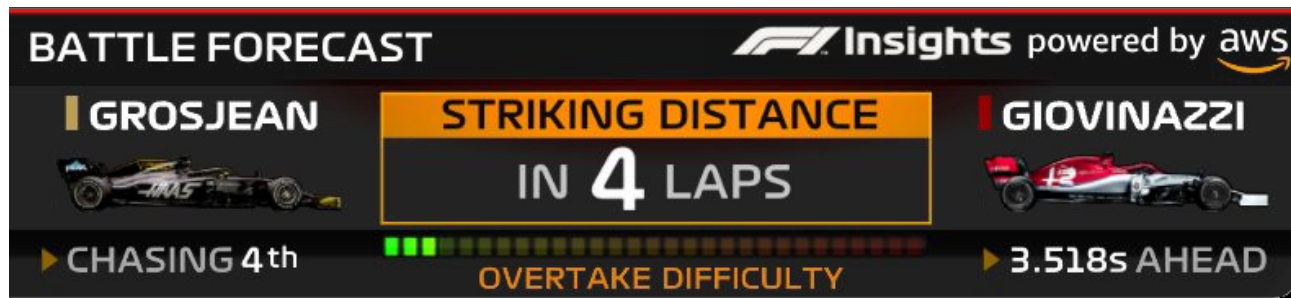 BATTLE FORECAST
F1 Insights powered by aws
GROSJEAN
STRIKING DISTANCE
GIOVINAZZI
HAAS
IN 4 LAPS
CHASING 4th
OVERTAKE DIFFICULTY
3.518s AHEAD